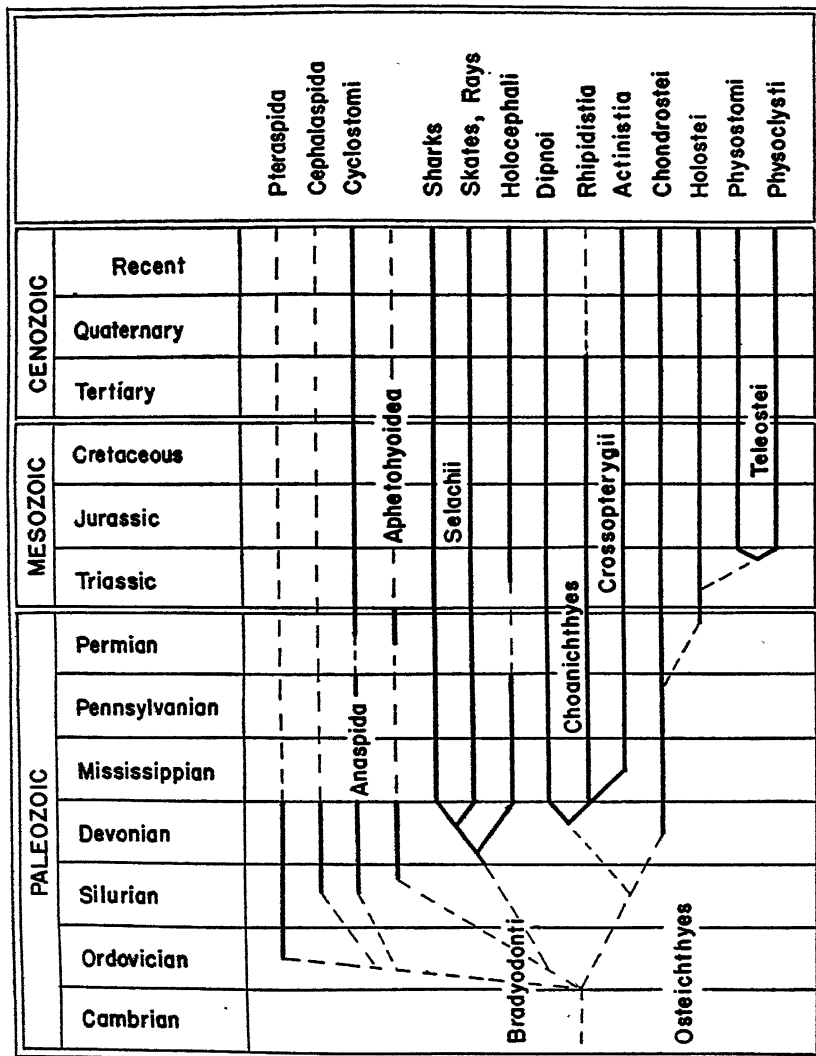 Pteraspida
Cephalaspida
Cyclostomi
Sharks
Skates, Rays
Holocephali
Dipnoi
Rhipidistia
Actinistia
Chondrostei
Holostei
Physostomi
Physoclysti
CENOZOIC
Recent
Quaternary
Tertiary
MESOZOIC
Cretaceous
Jurassic
Triassic
PALEOZOIC
Permian
Pennsylvanian
Mississippian
Devonian
Silurian
Ordovician
Cambrian
Anaspida
Aphetohyoidea
Selachii
Choanichthyes
Crossopterygii
Teleostei
Bradyodonti
Osteichthyes